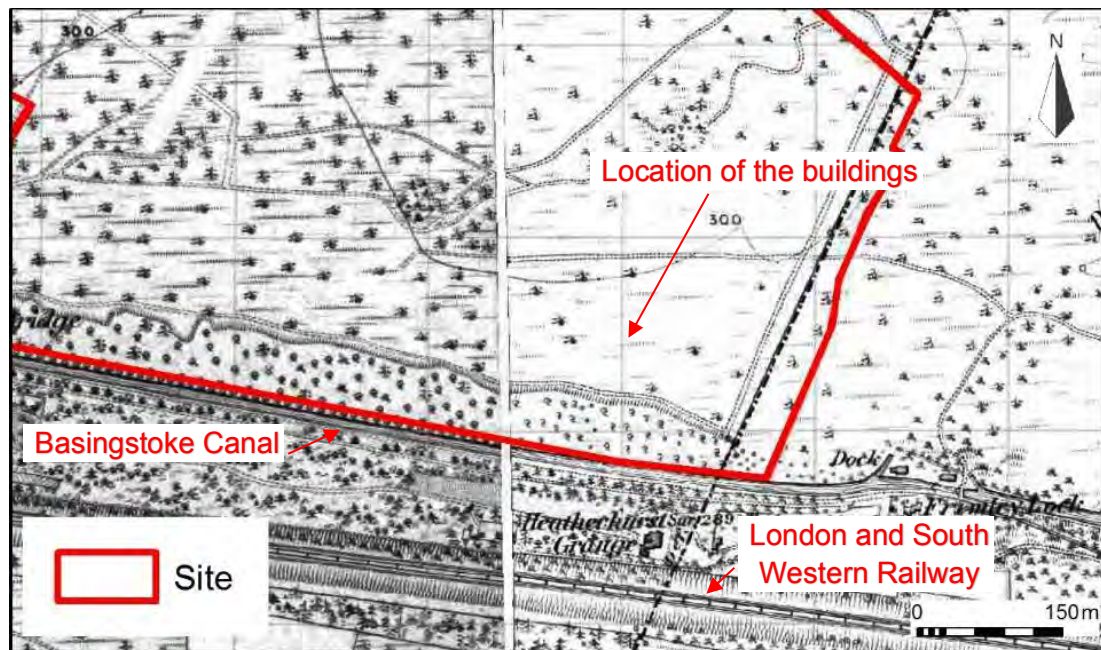 300
N
Location of the buildings
300
Basingstoke Canal
Dock
Frimley Lock
Heatherhurst
Grange
London and South
Western Railway
Site
0 150m